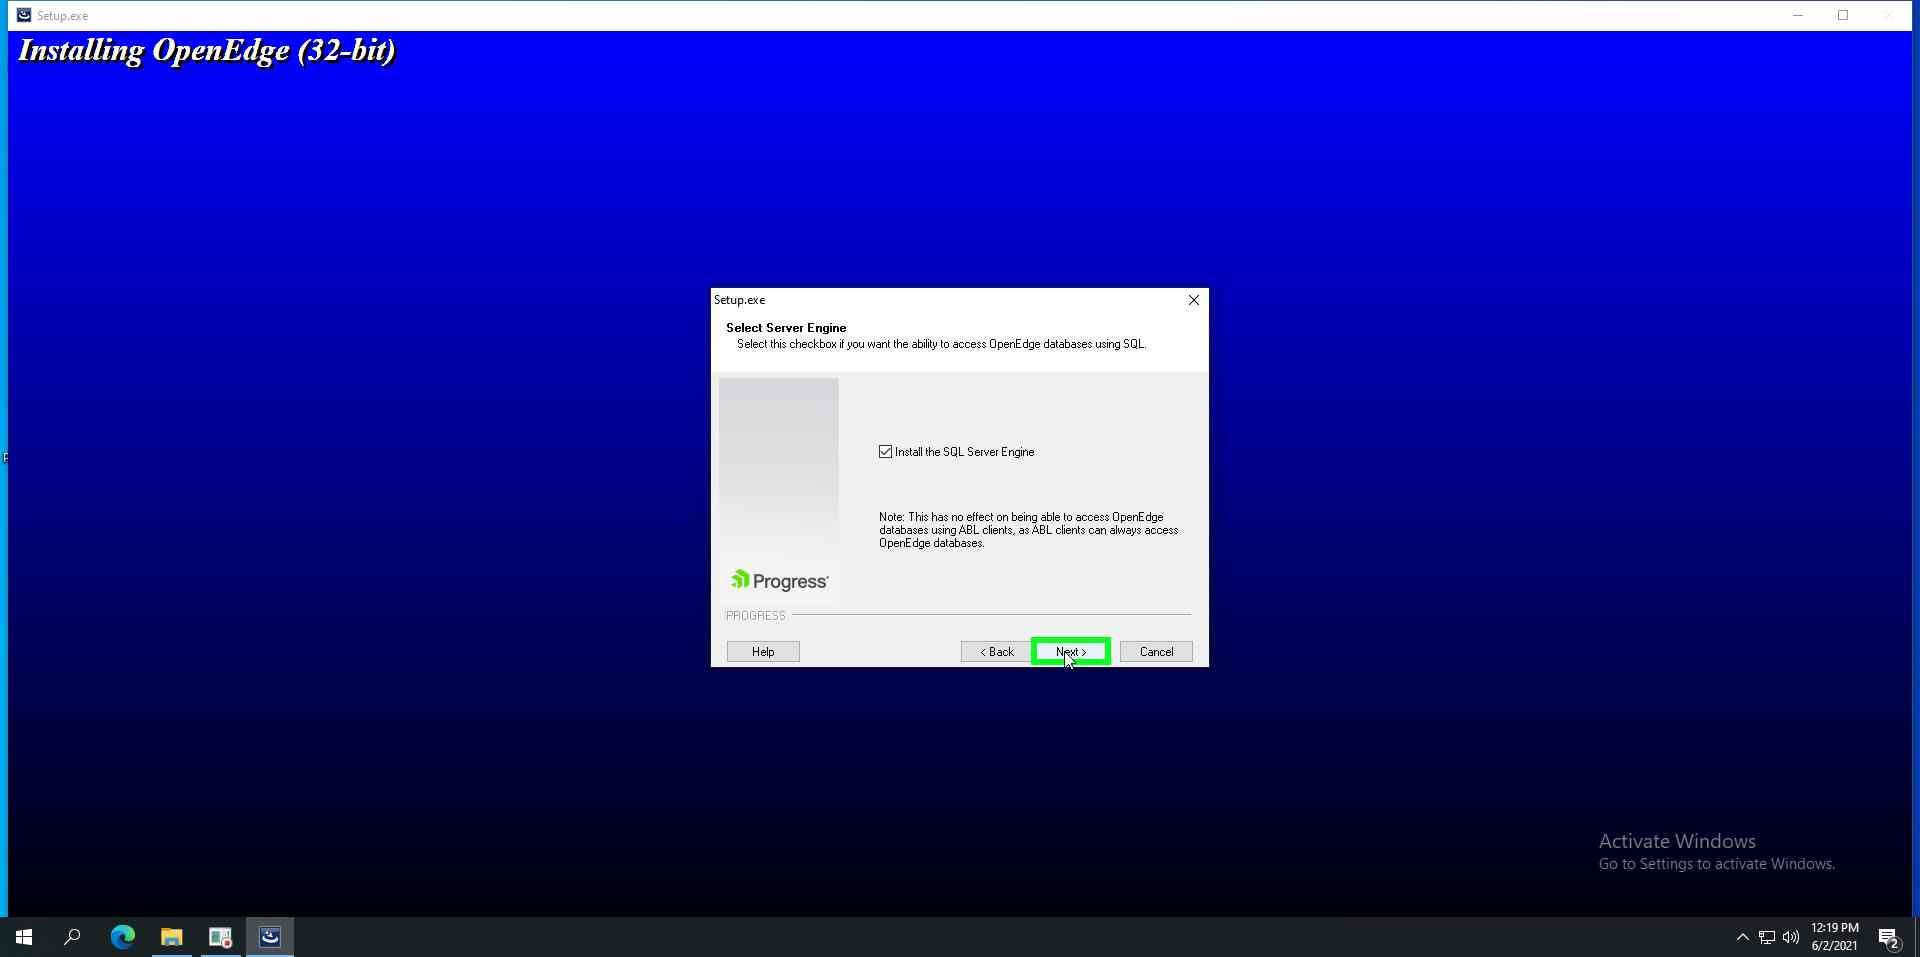 Setup.exe
Installing OpenEdge (32-bit)
Setup.exe
Select Server Engine
Select this checkbox if you want the ability to access OpenEdge databases using SQL.
Install the SQL Server Engine
Note: This has no effect on being able to access OpenEdge
databases using ABL clients, as ABL clients can always access
OpenEdge databases.
Progress
PROGRESS
Help
< Back
Next >
Cancel
Activate Windows
Go to Settings to activate Windows.
12:19 PM
6/2/2021
2